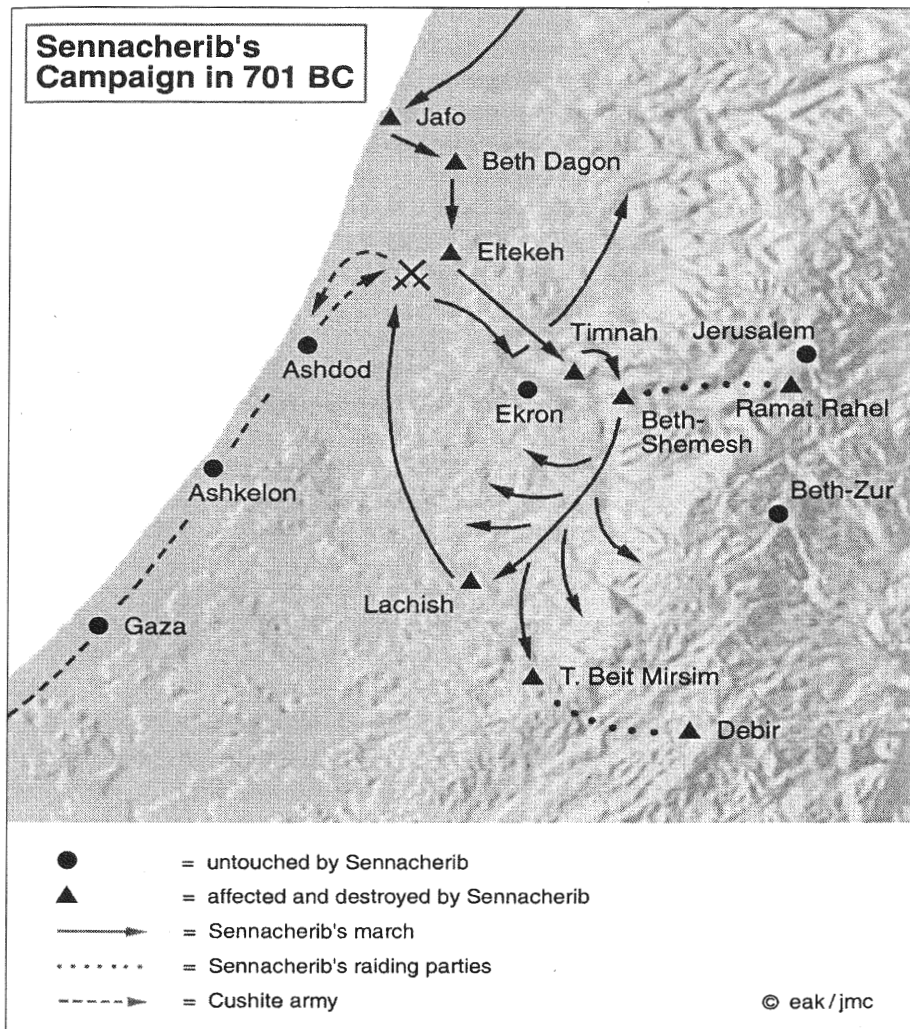 Sennacherib's
Campaign in 701 BC
Jafo
Beth Dagon
Eltekeh
Timnah
Jerusalem
Ashdod
Ekron
Beth-
Shemesh
Ramat Rahel
Ashkelon
Beth-Zur
Lachish
Gaza
T. Beit Mirsim
Debir
= untouched by Sennacherib
= affected and destroyed by Sennacherib
= Sennacherib's march
= Sennacherib's raiding parties
= Cushite army
© eak/jmc